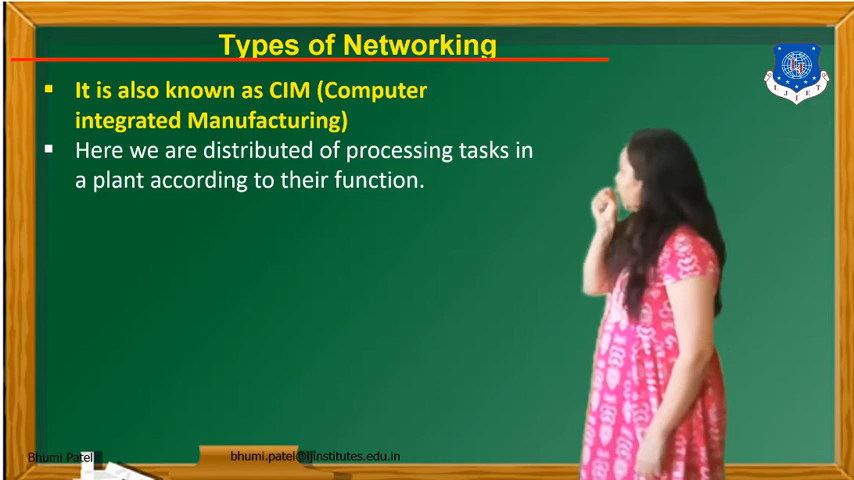 Types of Networking
It is also known as CIM (Computer
integrated Manufacturing)
Here we are distributed of processing tasks in
a plant according to their function.
LJIET
Bhumi Patel
bhumi.patel@ljinstitutes.edu.in